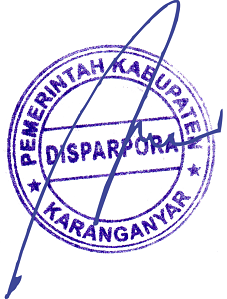 PEMERINTAH KABUPATEN
DISPARPORA
KARANGANYAR